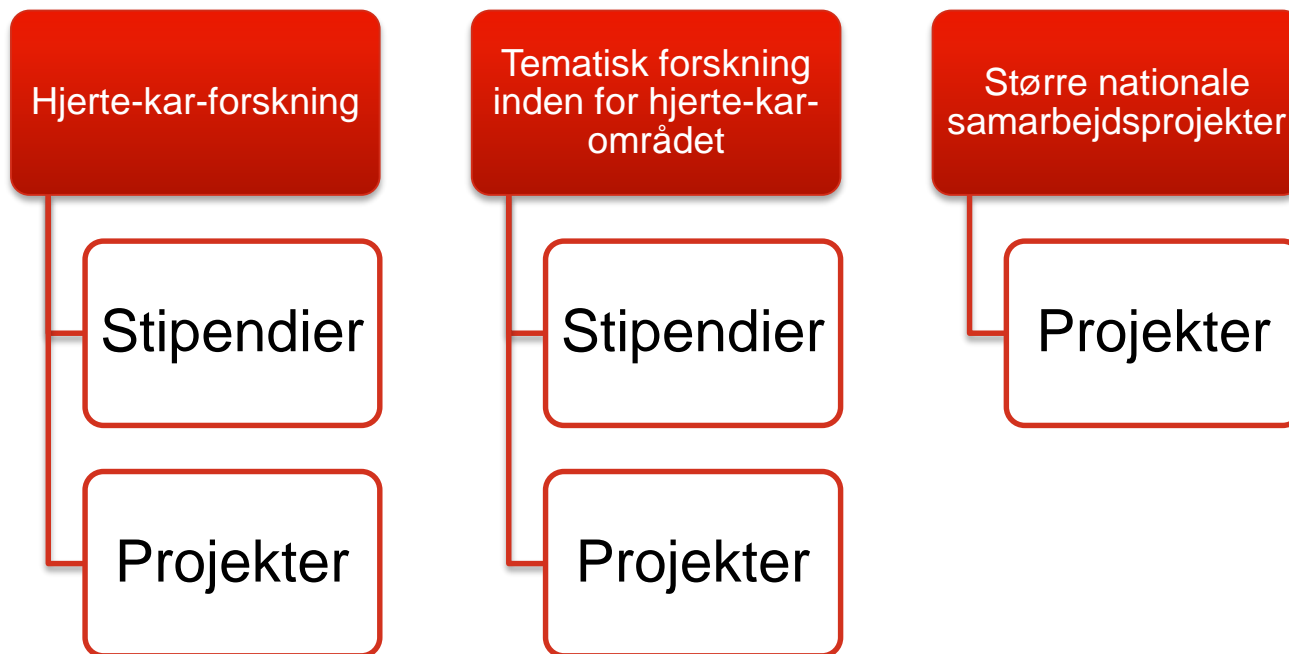 Hjerte-kar-forskning
Stipendier
Projekter
Tematisk forskning
inden for hjerte-kar-
området
Stipendier
Projekter
Større nationale
samarbejdsprojekter
Projekter